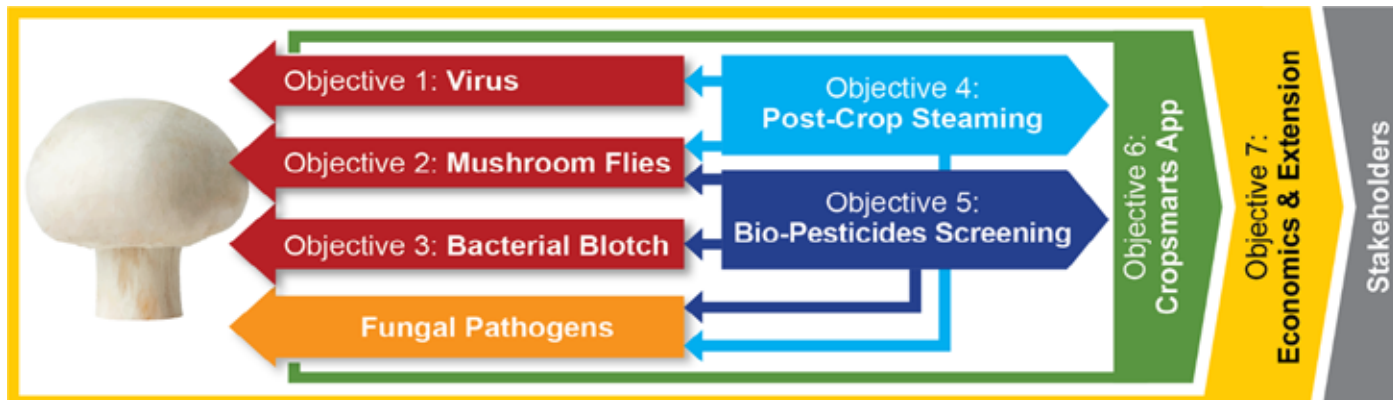 Objective 1: Virus
Objective 2: Mushroom Flies
Objective 3: Bacterial Blotch
Fungal Pathogens
Objective 4:
Post-Crop Steaming
Objective 5:
Bio-Pesticides Screening
Objective 6:
Cropsmarts App
Objective 7:
Economics & Extension
Stakeholders